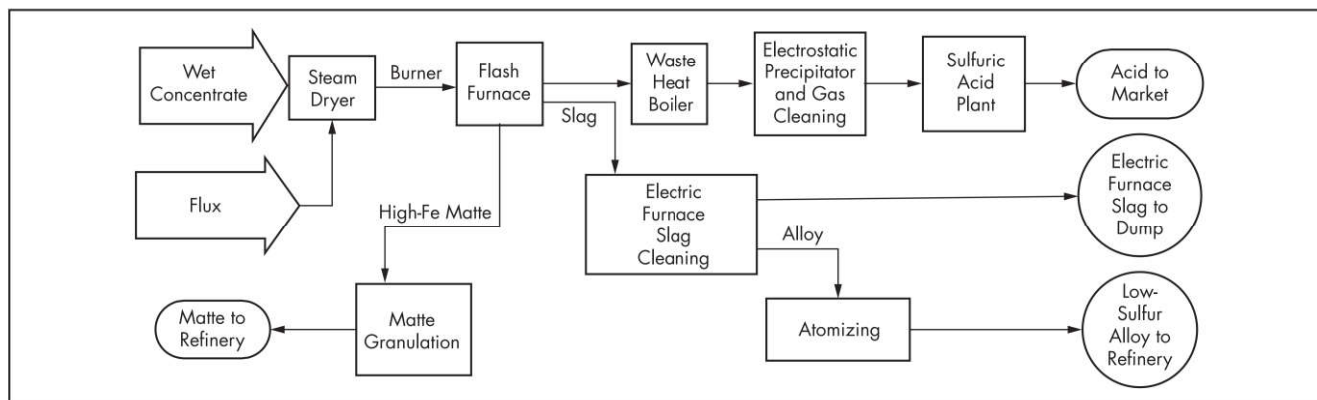 Wet
Concentrate
Steam
Dryer
Burner
Flash
Furnace
Waste
Heat
Boiler
Electrostatic
Precipitator
and Gas
Cleaning
Sulfuric
Acid
Plant
Acid to
Market
Slag
Flux
High-Fe Matte
Electric
Furnace
Slag
Cleaning
Alloy
Electric
Furnace
Slag to
Dump
Matte to
Refinery
Matte
Granulation
Atomizing
Low-
Sulfur
Alloy to
Refinery